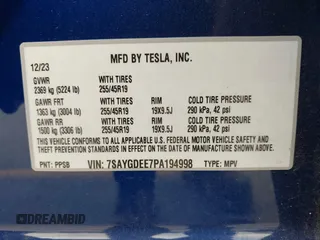 MFD BY TESLA, INC.
12/23
GVWR WITH TIRES
2369 kg (5224 lb) 255/45R19
GAWR FRT WITH TIRES RIM COLD TIRE PRESSURE
1363 kg (3004 lb) 255/45R19 19X9.5J 290 kPa, 42 psi
GAWR RR WITH TIRES RIM COLD TIRE PRESSURE
1500 kg (3306 lb) 255/45R19 19X9.5J 290 kPa, 42 psi
THIS VEHICLE CONFORMS TO ALL APPLICABLE U.S. FEDERAL MOTOR VEHICLE SAFETY
AND THEFT PREVENTION STANDARDS IN EFFECT ON THE DATE OF MANUFACTURE SHOWN
ABOVE.
PNT: PPSB VIN: 7SAYGDEE7PA194998 TYPE: MPV
© DREAMBID